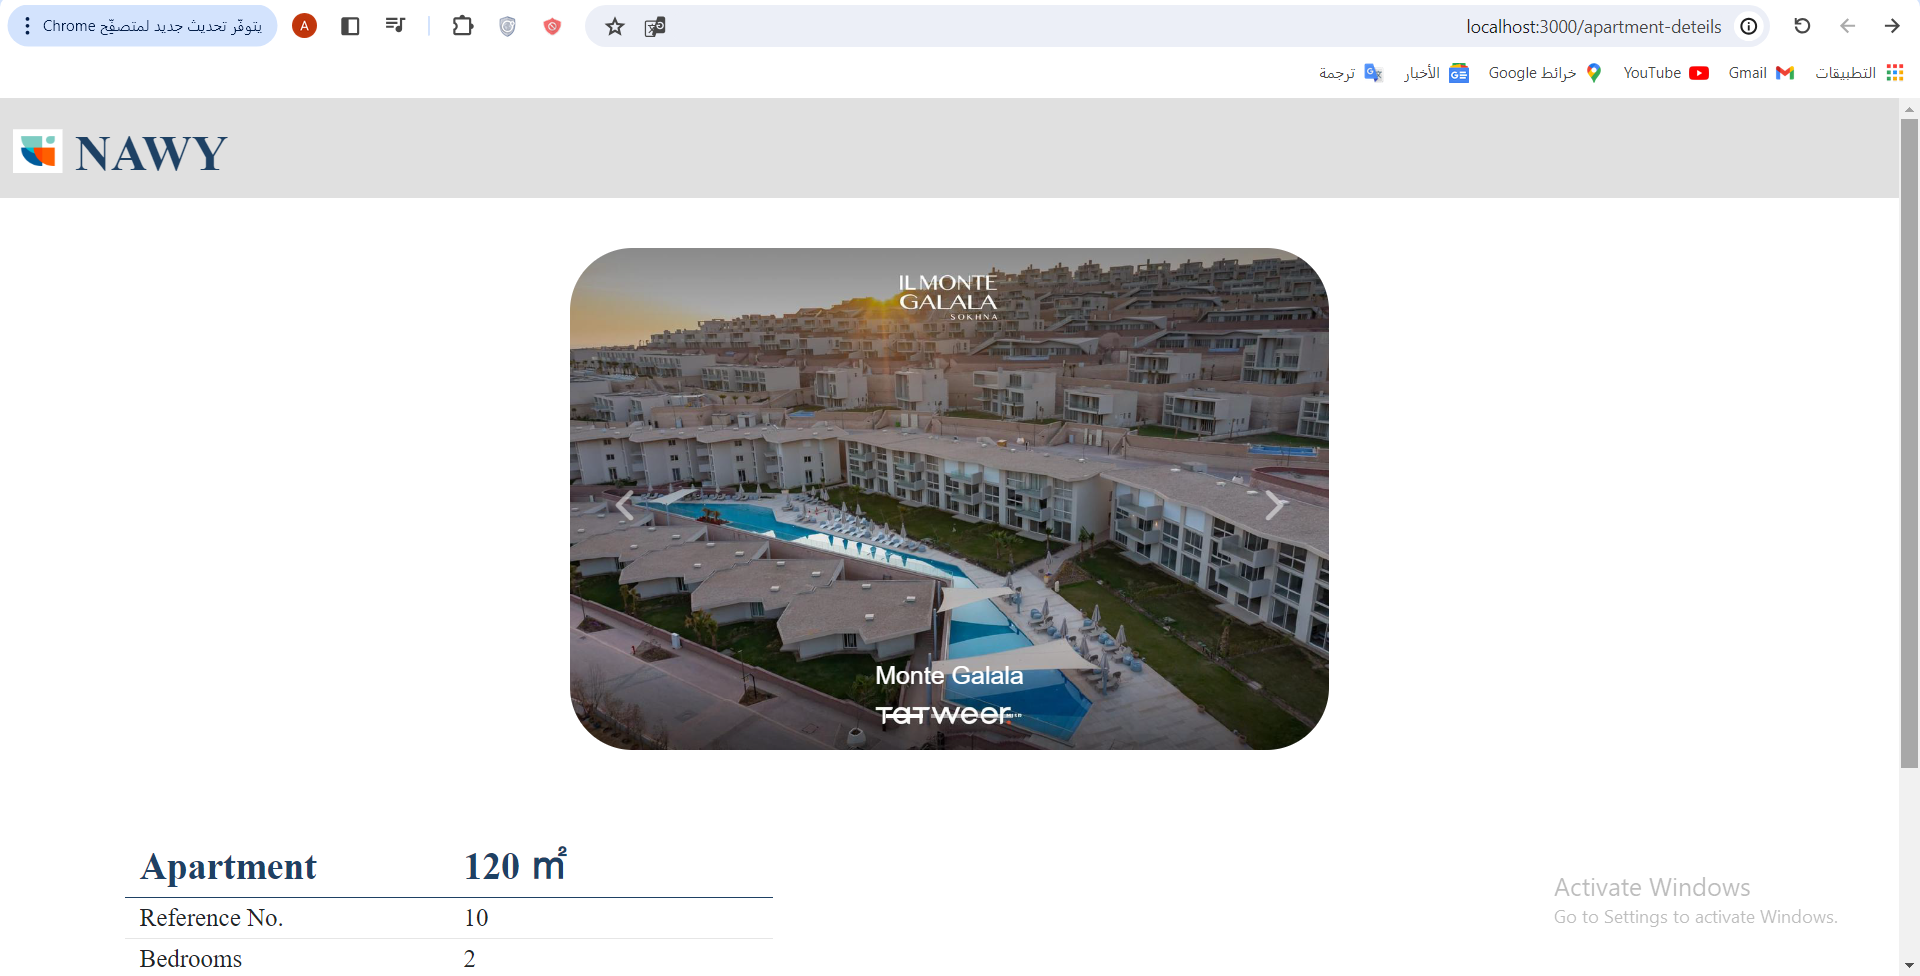 يتوفّر تحديث جديد لمتصفّح Chrome
A
localhost:3000/apartment-deteils
التطبيقات
Gmail
YouTube
خرائط Google
الأخبار
ترجمة
NAWY
IL MONTE
GALALA
SOKHNA
Monte Galala
TATWEER
Apartment 120 ㎡
Reference No. 10
Bedrooms 2
Activate Windows
Go to Settings to activate Windows.